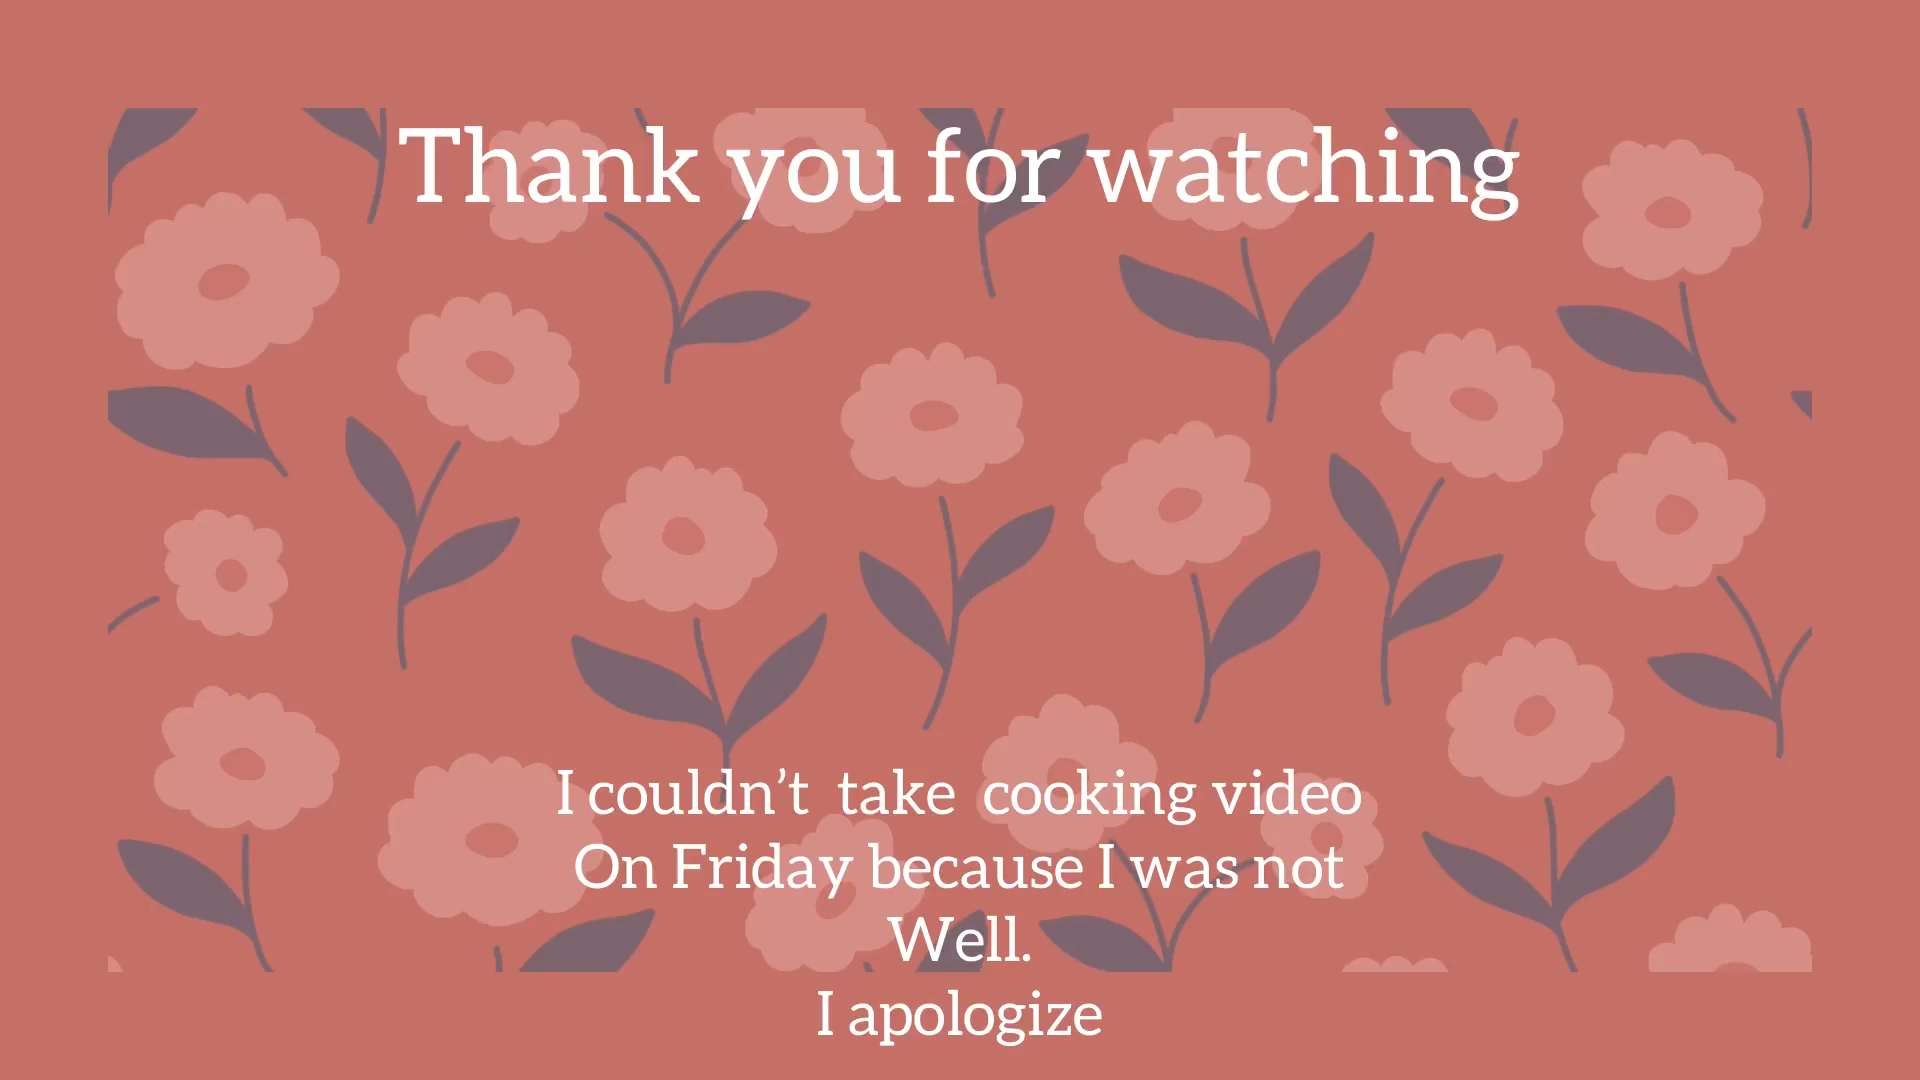 Thank you for watching
I couldn’t take cooking video
On Friday because I was not
Well.
I apologize